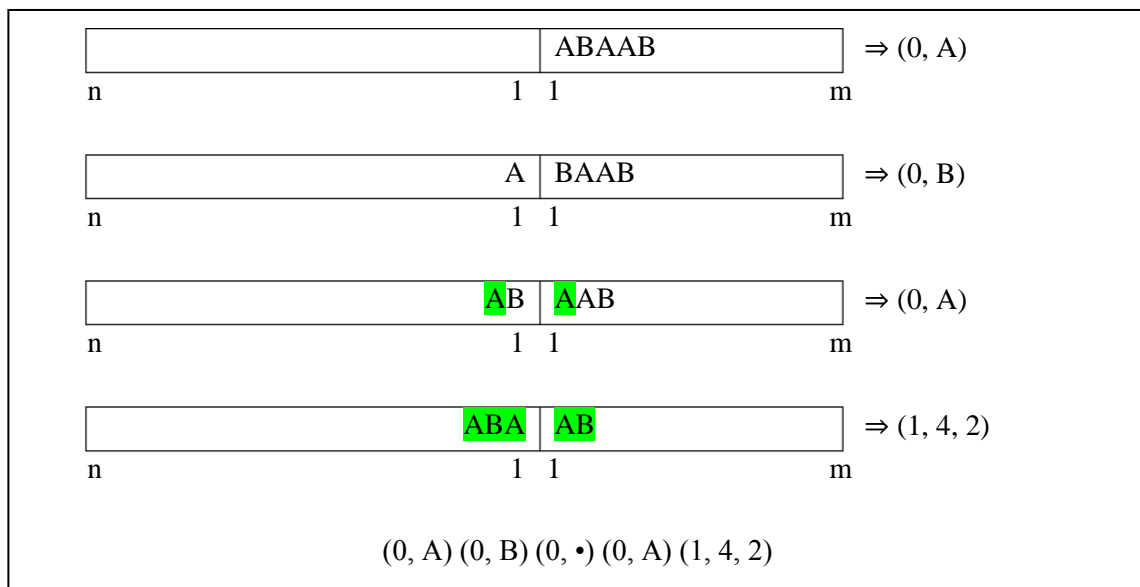 ABAAB ⇒ (0, A)
n 1 1 m
A BAAB ⇒ (0, B)
n 1 1 m
AB AAB ⇒ (0, A)
n 1 1 m
ABA AB ⇒ (1, 4, 2)
n 1 1 m
(0, A) (0, B) (0, •) (0, A) (1, 4, 2)